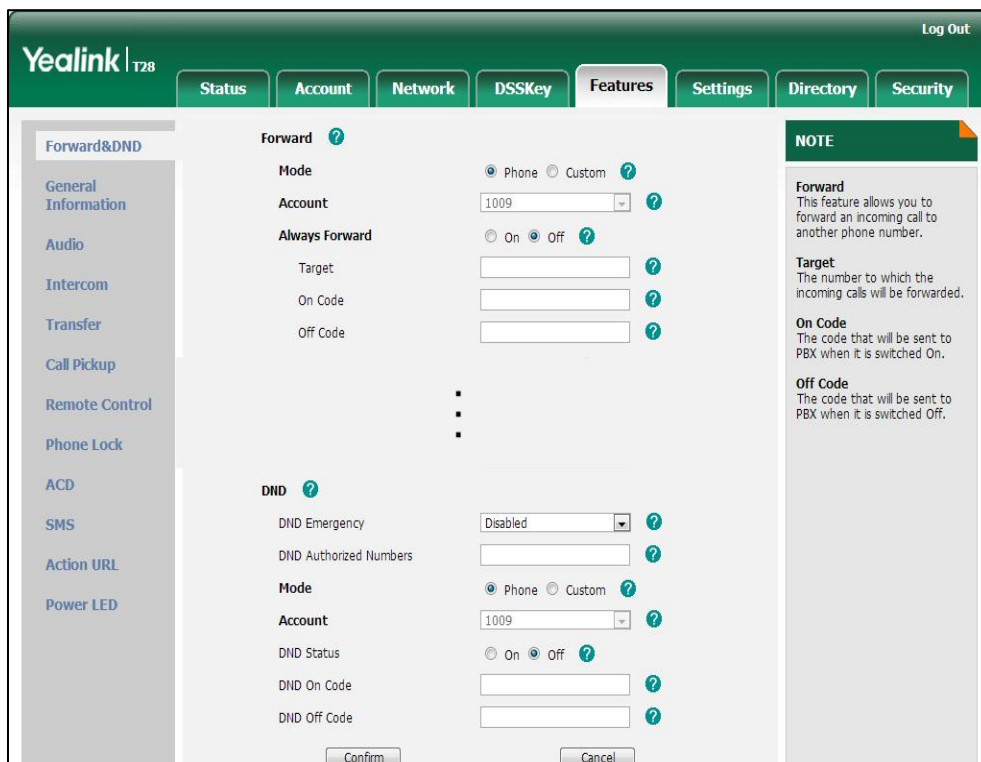 Log Out
Yealink | T28
Status Account Network DSSKey Features Settings Directory Security
Forward&DND
General
Information
Audio
Intercom
Transfer
Call Pickup
Remote Control
Phone Lock
ACD
SMS
Action URL
Power LED
Forward ?
Mode Phone Custom ?
Account 1009 ?
Always Forward On Off ?
Target ?
On Code ?
Off Code ?
DND ?
DND Emergency Disabled ?
DND Authorized Numbers ?
Mode Phone Custom ?
Account 1009 ?
DND Status On Off ?
DND On Code ?
DND Off Code ?
Confirm Cancel
NOTE
Forward
This feature allows you to
forward an incoming call to
another phone number.
Target
The number to which the
incoming calls will be forwarded.
On Code
The code that will be sent to
PBX when it is switched On.
Off Code
The code that will be sent to
PBX when it is switched Off.